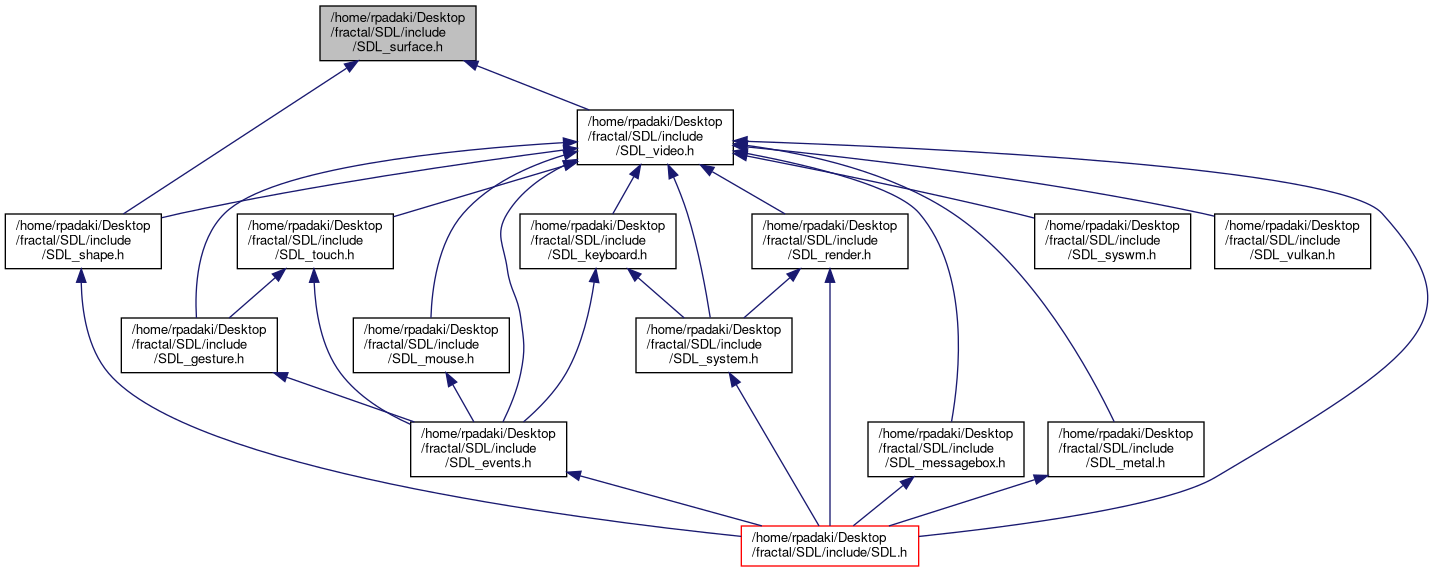 /home/rpadaki/Desktop
/fractal/SDL/include
/SDL_surface.h
/home/rpadaki/Desktop
/fractal/SDL/include
/SDL_video.h
/home/rpadaki/Desktop
/fractal/SDL/include
/SDL_shape.h
/home/rpadaki/Desktop
/fractal/SDL/include
/SDL_touch.h
/home/rpadaki/Desktop
/fractal/SDL/include
/SDL_keyboard.h
/home/rpadaki/Desktop
/fractal/SDL/include
/SDL_render.h
/home/rpadaki/Desktop
/fractal/SDL/include
/SDL_syswm.h
/home/rpadaki/Desktop
/fractal/SDL/include
/SDL_vulkan.h
/home/rpadaki/Desktop
/fractal/SDL/include
/SDL_gesture.h
/home/rpadaki/Desktop
/fractal/SDL/include
/SDL_mouse.h
/home/rpadaki/Desktop
/fractal/SDL/include
/SDL_system.h
/home/rpadaki/Desktop
/fractal/SDL/include
/SDL_events.h
/home/rpadaki/Desktop
/fractal/SDL/include
/SDL_messagebox.h
/home/rpadaki/Desktop
/fractal/SDL/include
/SDL_metal.h
/home/rpadaki/Desktop
/fractal/SDL/include/SDL.h